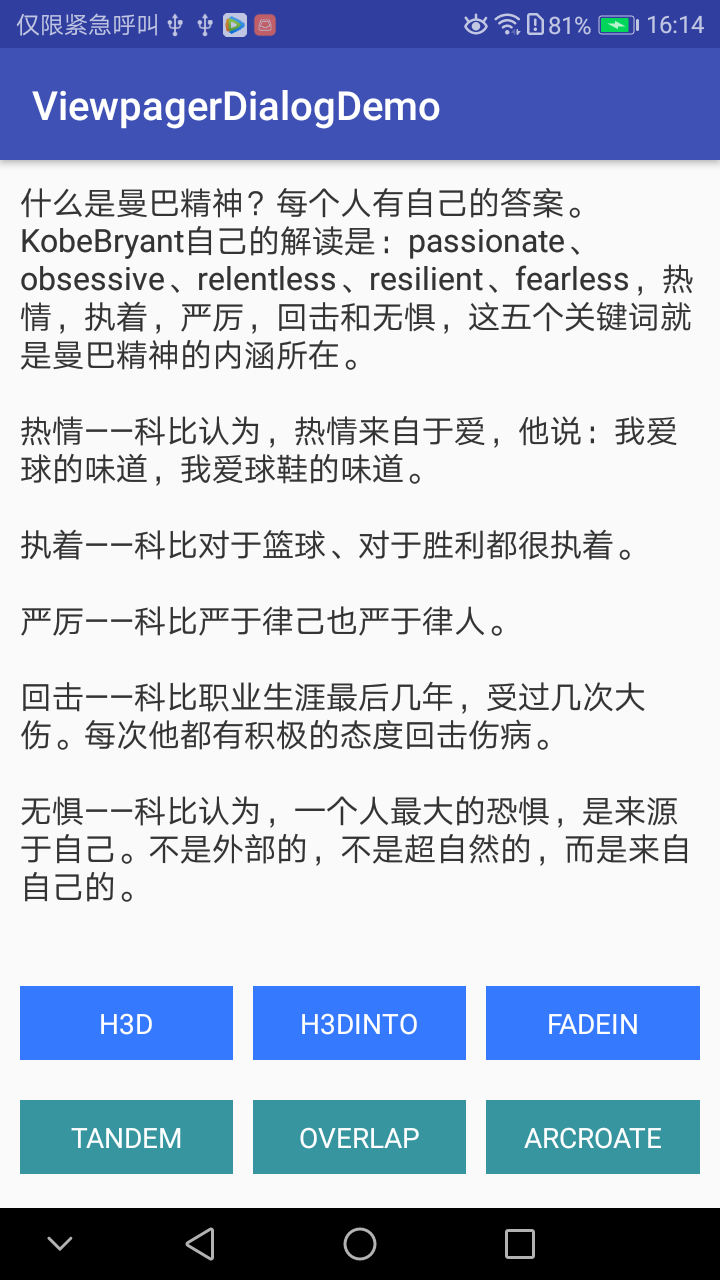 仅限紧急呼叫 81% 16:14
ViewpagerDialogDemo
什么是曼巴精神？每个人有自己的答案。
KobeBryant自己的解读是：passionate、
obsessive、relentless、resilient、fearless，热
情，执着，严厉，回击和无惧，这五个关键词就
是曼巴精神的内涵所在。
热情——科比认为，热情来自于爱，他说：我爱
球的味道，我爱球鞋的味道。
执着——科比对于篮球、对于胜利都很执着。
严厉——科比严于律己也严于律人。
回击——科比职业生涯最后几年，受过几次大
伤。每次他都有积极的态度回击伤病。
无惧——科比认为，一个人最大的恐惧，是来源
于自己。不是外部的，不是超自然的，而是来自
自己的。
H3D H3DINTO FADEIN
TANDEM OVERLAP ARCROATE